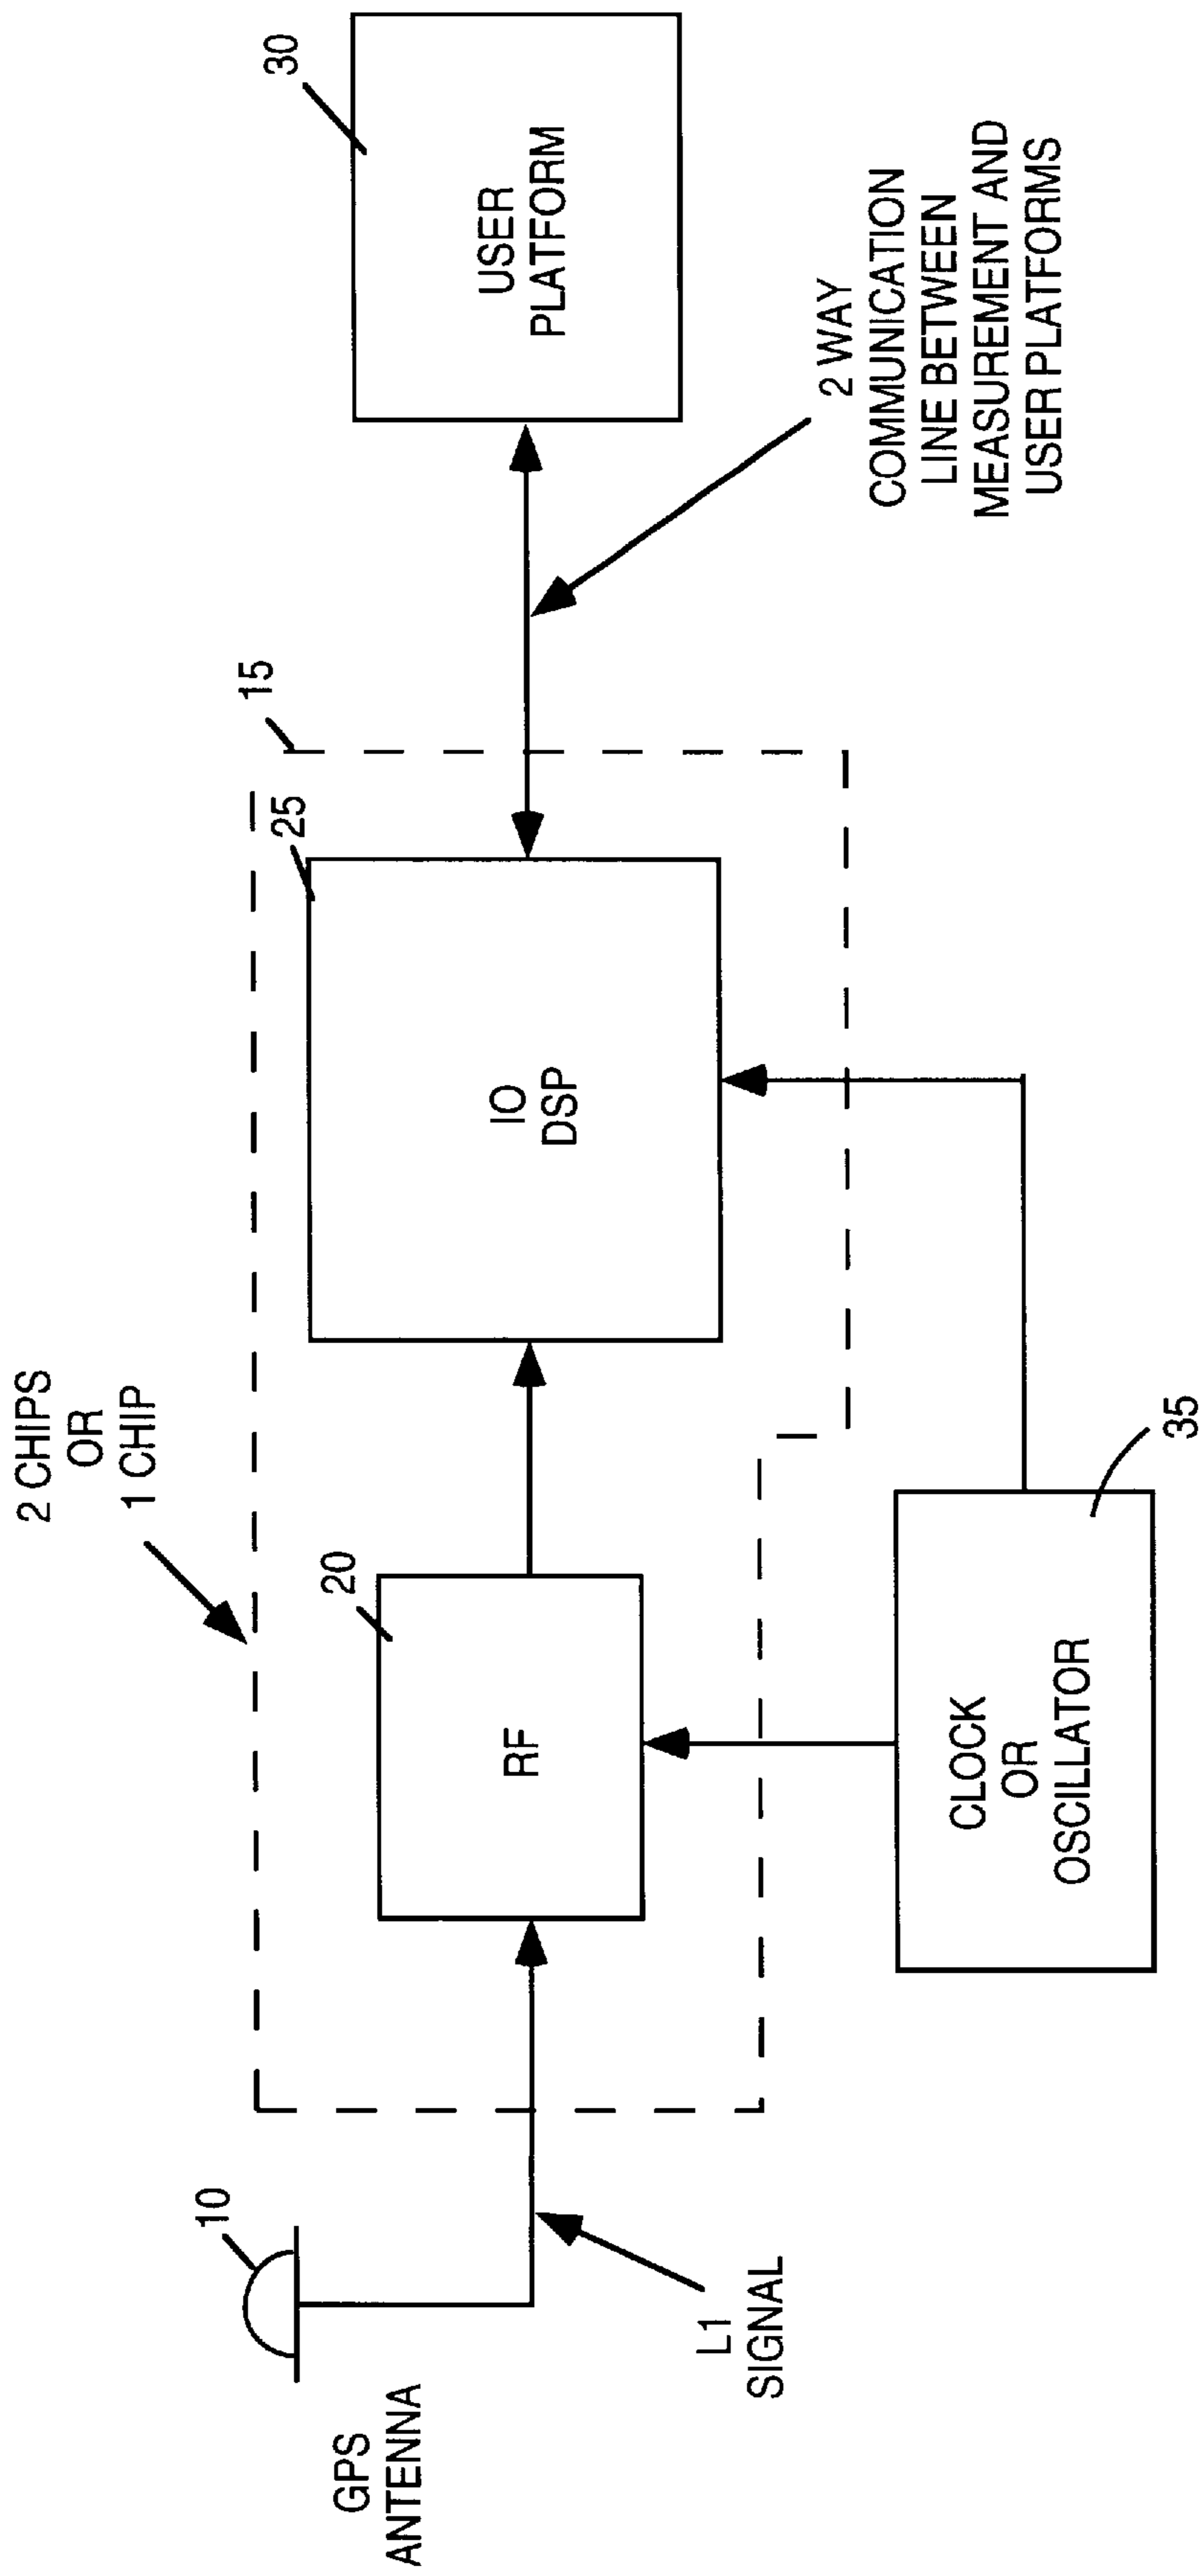 2 CHIPS
OR
1 CHIP
15
30
10
20
25
GPS
ANTENNA
RF
IO
DSP
USER
PLATFORM
L1
SIGNAL
2 WAY
COMMUNICATION
LINE BETWEEN
MEASUREMENT AND
USER PLATFORMS
CLOCK
OR
OSCILLATOR
35